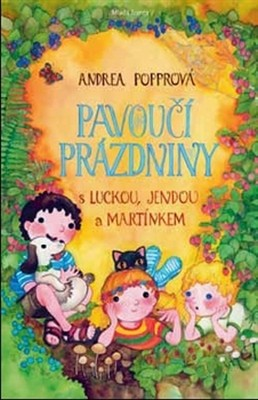 ANDREA POPPROVÁ
PAVOUČÍ
PRÁZDNINY
S LUCKOU, JENDOU
A MARTÍNKEM